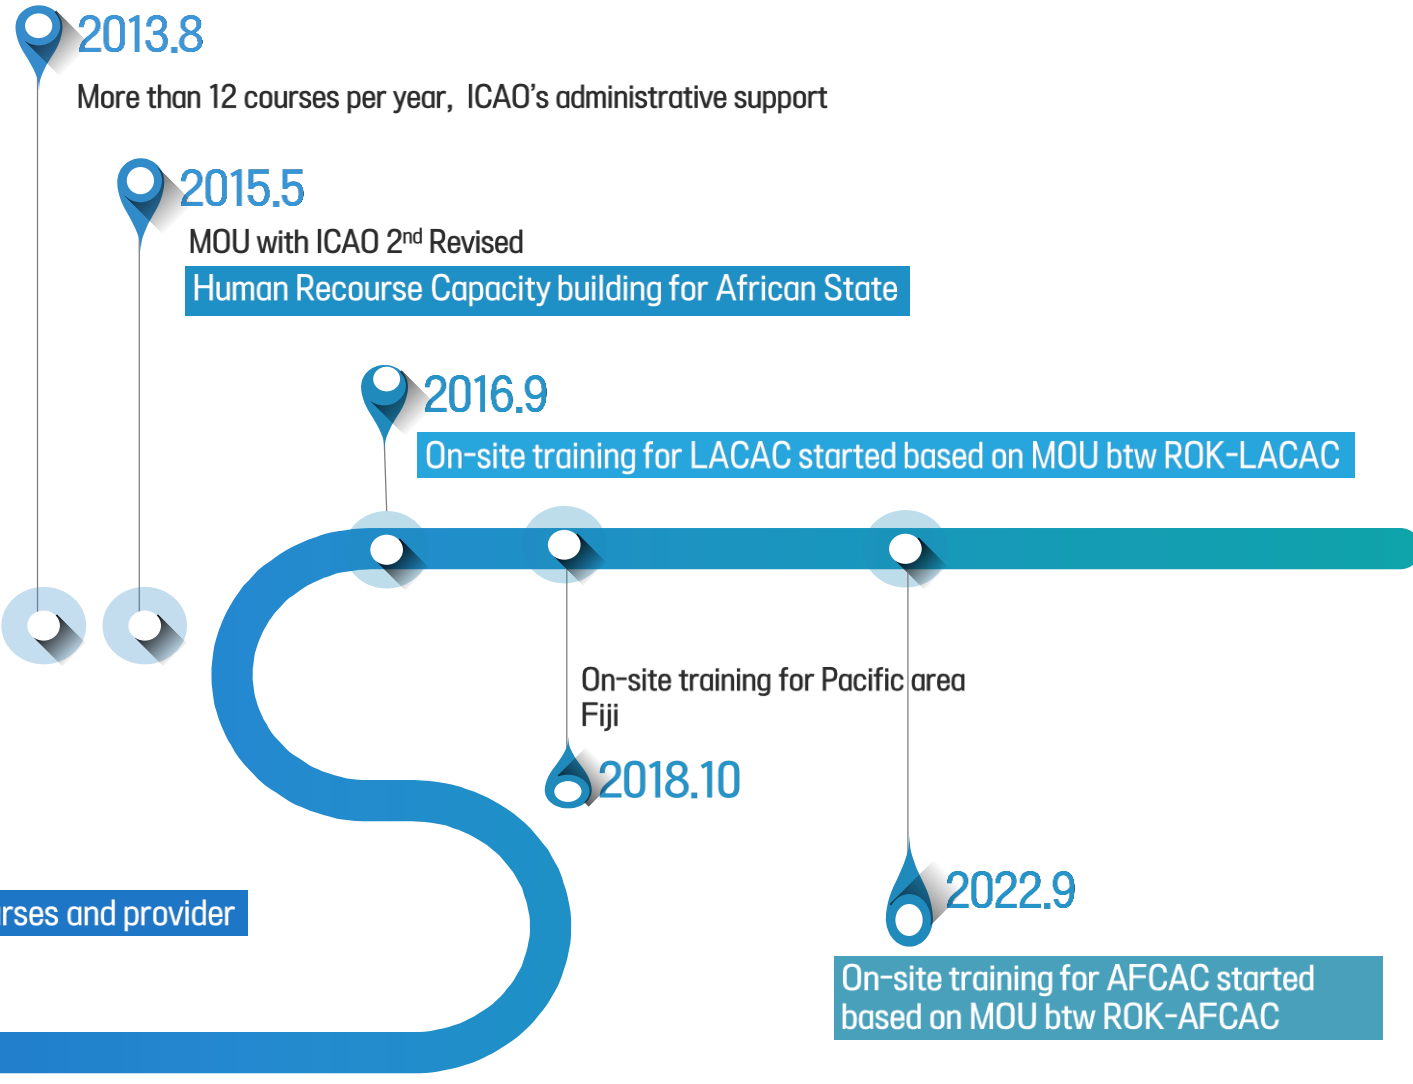 2013.8
More than 12 courses per year, ICAO's administrative support
2015.5
MOU with ICAO 2nd Revised
Human Recourse Capacity building for African State
2016.9
On-site training for LACAC started based on MOU btw ROK-LACAC
On-site training for Pacific area
Fiji
2018.10
and provider
2022.9
On-site training for AFCAC started
based on MOU btw ROK-AFCAC